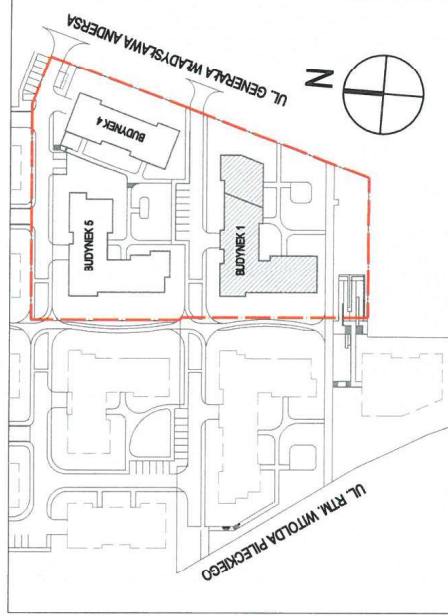 UL. GENERAŁA WŁADYSŁAWA ANDERSA
N
BUDYNEK 4
BUDYNEK 5
BUDYNEK 1
UL. RTM. WITOLDA PILECKIEGO